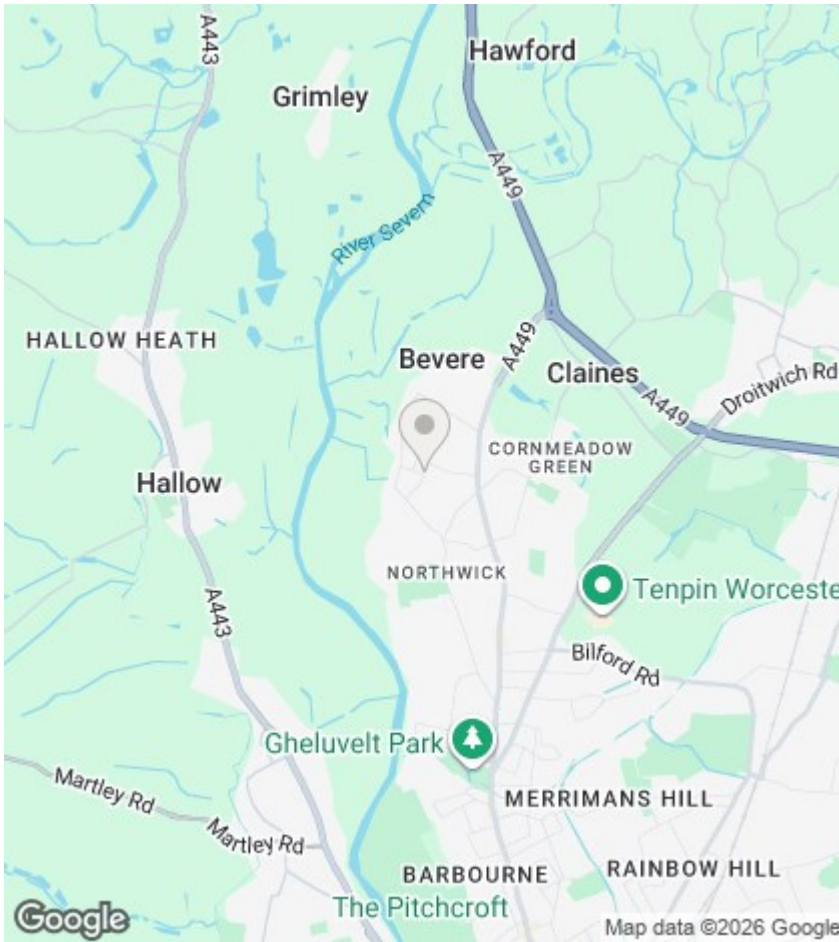 A443
Hawford
Grimley
A449
River Severn
HALLOW HEATH
Bevere
A449
Claines
Droitwich Rd
A449
CORNMEADOW
GREEN
Hallow
NORTHWICK
Tenpin Worceste
A443
Bilford Rd
Gheluvelt Park
Martley Rd
MERRIMANS HILL
Martley Rd
BARBOURNE
RAINBOW HILL
The Pitchcroft
Google
Map data ©2026 Google